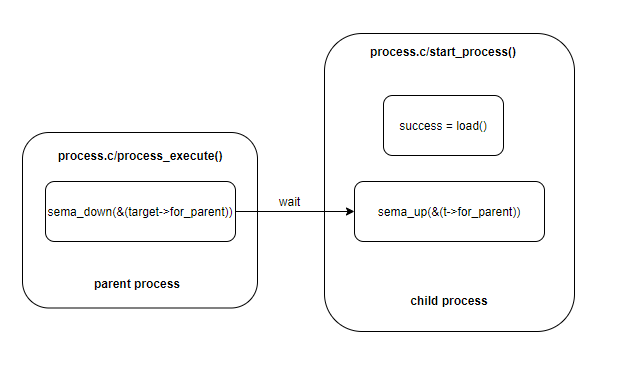 process.c/start_process()
success = load()
process.c/process_execute()
sema_down(&(target->for_parent))
wait
sema_up(&(t->for_parent))
parent process
child process